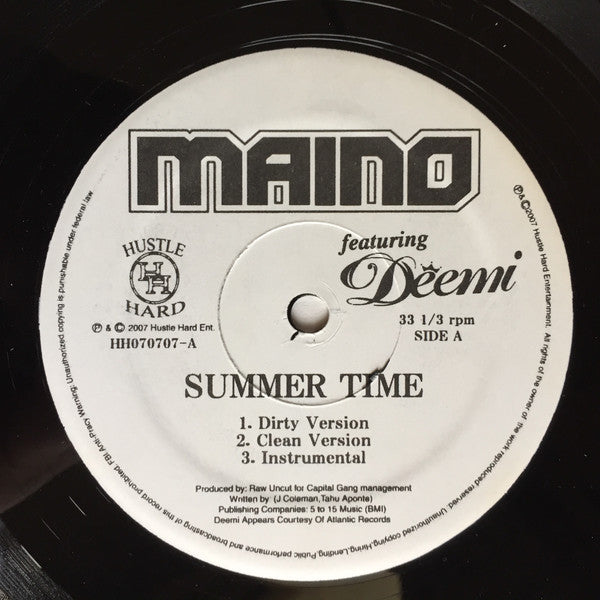 MAINO
featuring
Deemi
HUSTLE
HH
HARD
℗ & © 2007 Hustle Hard Ent.
HH070707-A
33 1/3 rpm
SIDE A
SUMMER TIME
1. Dirty Version
2. Clean Version
3. Instrumental
Produced by: Raw Uncut for Capital Gang management
Written by (J Coleman,Tahu Aponte)
Publishing Companies: 5 to 15 Music (BMI)
Deemi Appears Courtesy Of Atlantic Records
℗ & © 2007 Hustle Hard Entertainment. All rights of the owner of the work reproduced reserved. Unauthorized copying,Hiring,Lending,Public performance and broadcasting of this record prohibited. FBI Anti-Piracy Warning: Unauthorized copying is punishable under federal law.